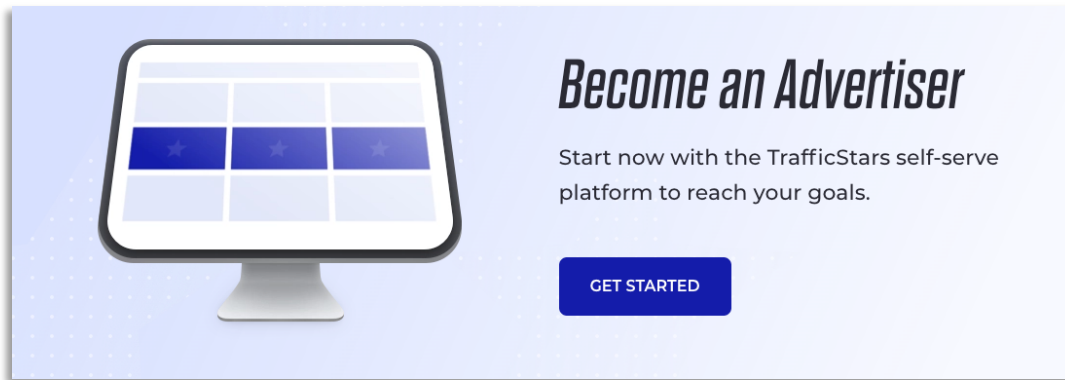 Become an Advertiser
Start now with the TrafficStars self-serve
platform to reach your goals.
GET STARTED